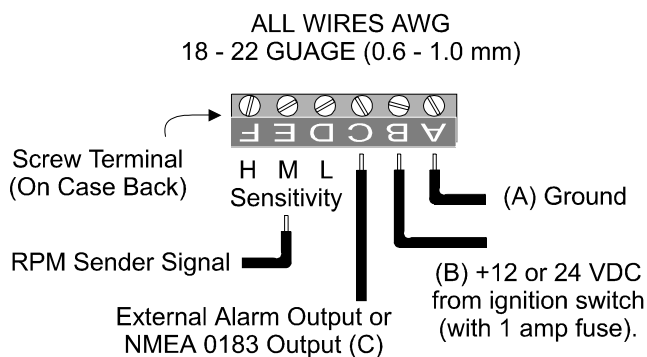 ALL WIRES AWG
18 - 22 GUAGE (0.6 - 1.0 mm)
F E D C B A
Screw Terminal
(On Case Back)
H M L
Sensitivity
(A) Ground
RPM Sender Signal
(B) +12 or 24 VDC
from ignition switch
(with 1 amp fuse).
External Alarm Output or
NMEA 0183 Output (C)